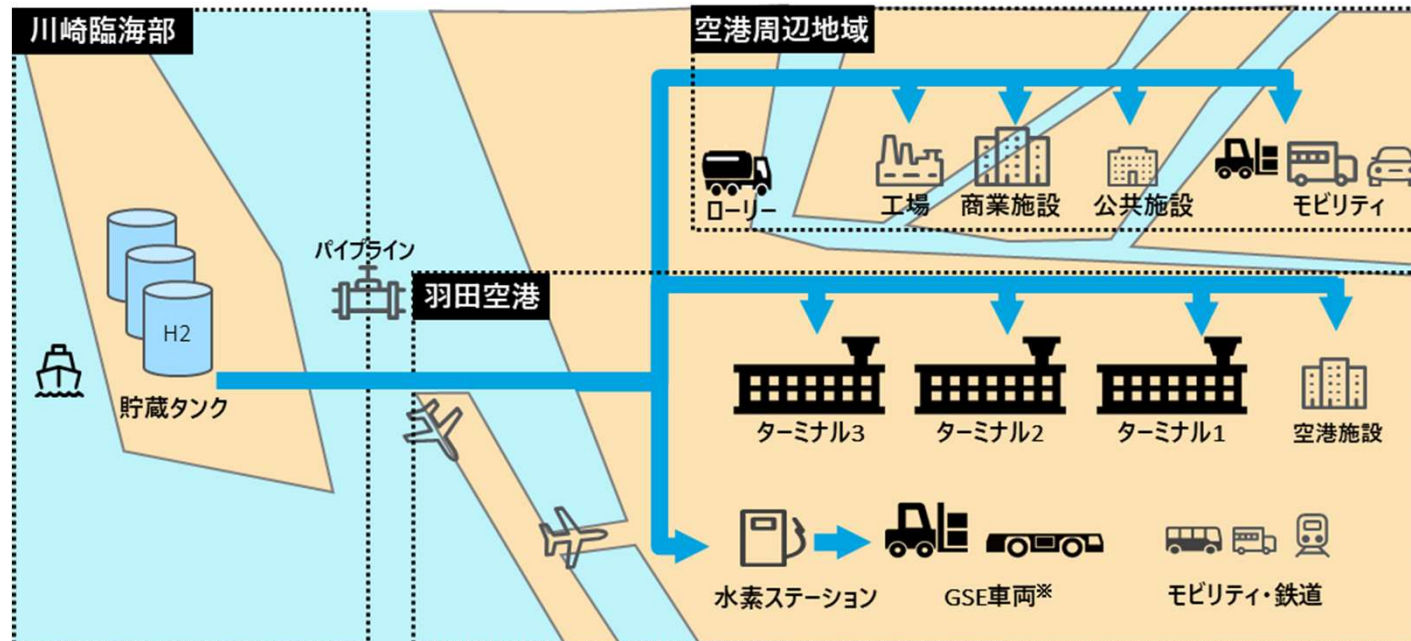 川崎臨海部
空港周辺地域
ローリー
工場
商業施設
公共施設
モビリティ
パイプライン
羽田空港
H2
貯蔵タンク
ターミナル3
ターミナル2
ターミナル1
空港施設
水素ステーション
GSE車両※
モビリティ・鉄道